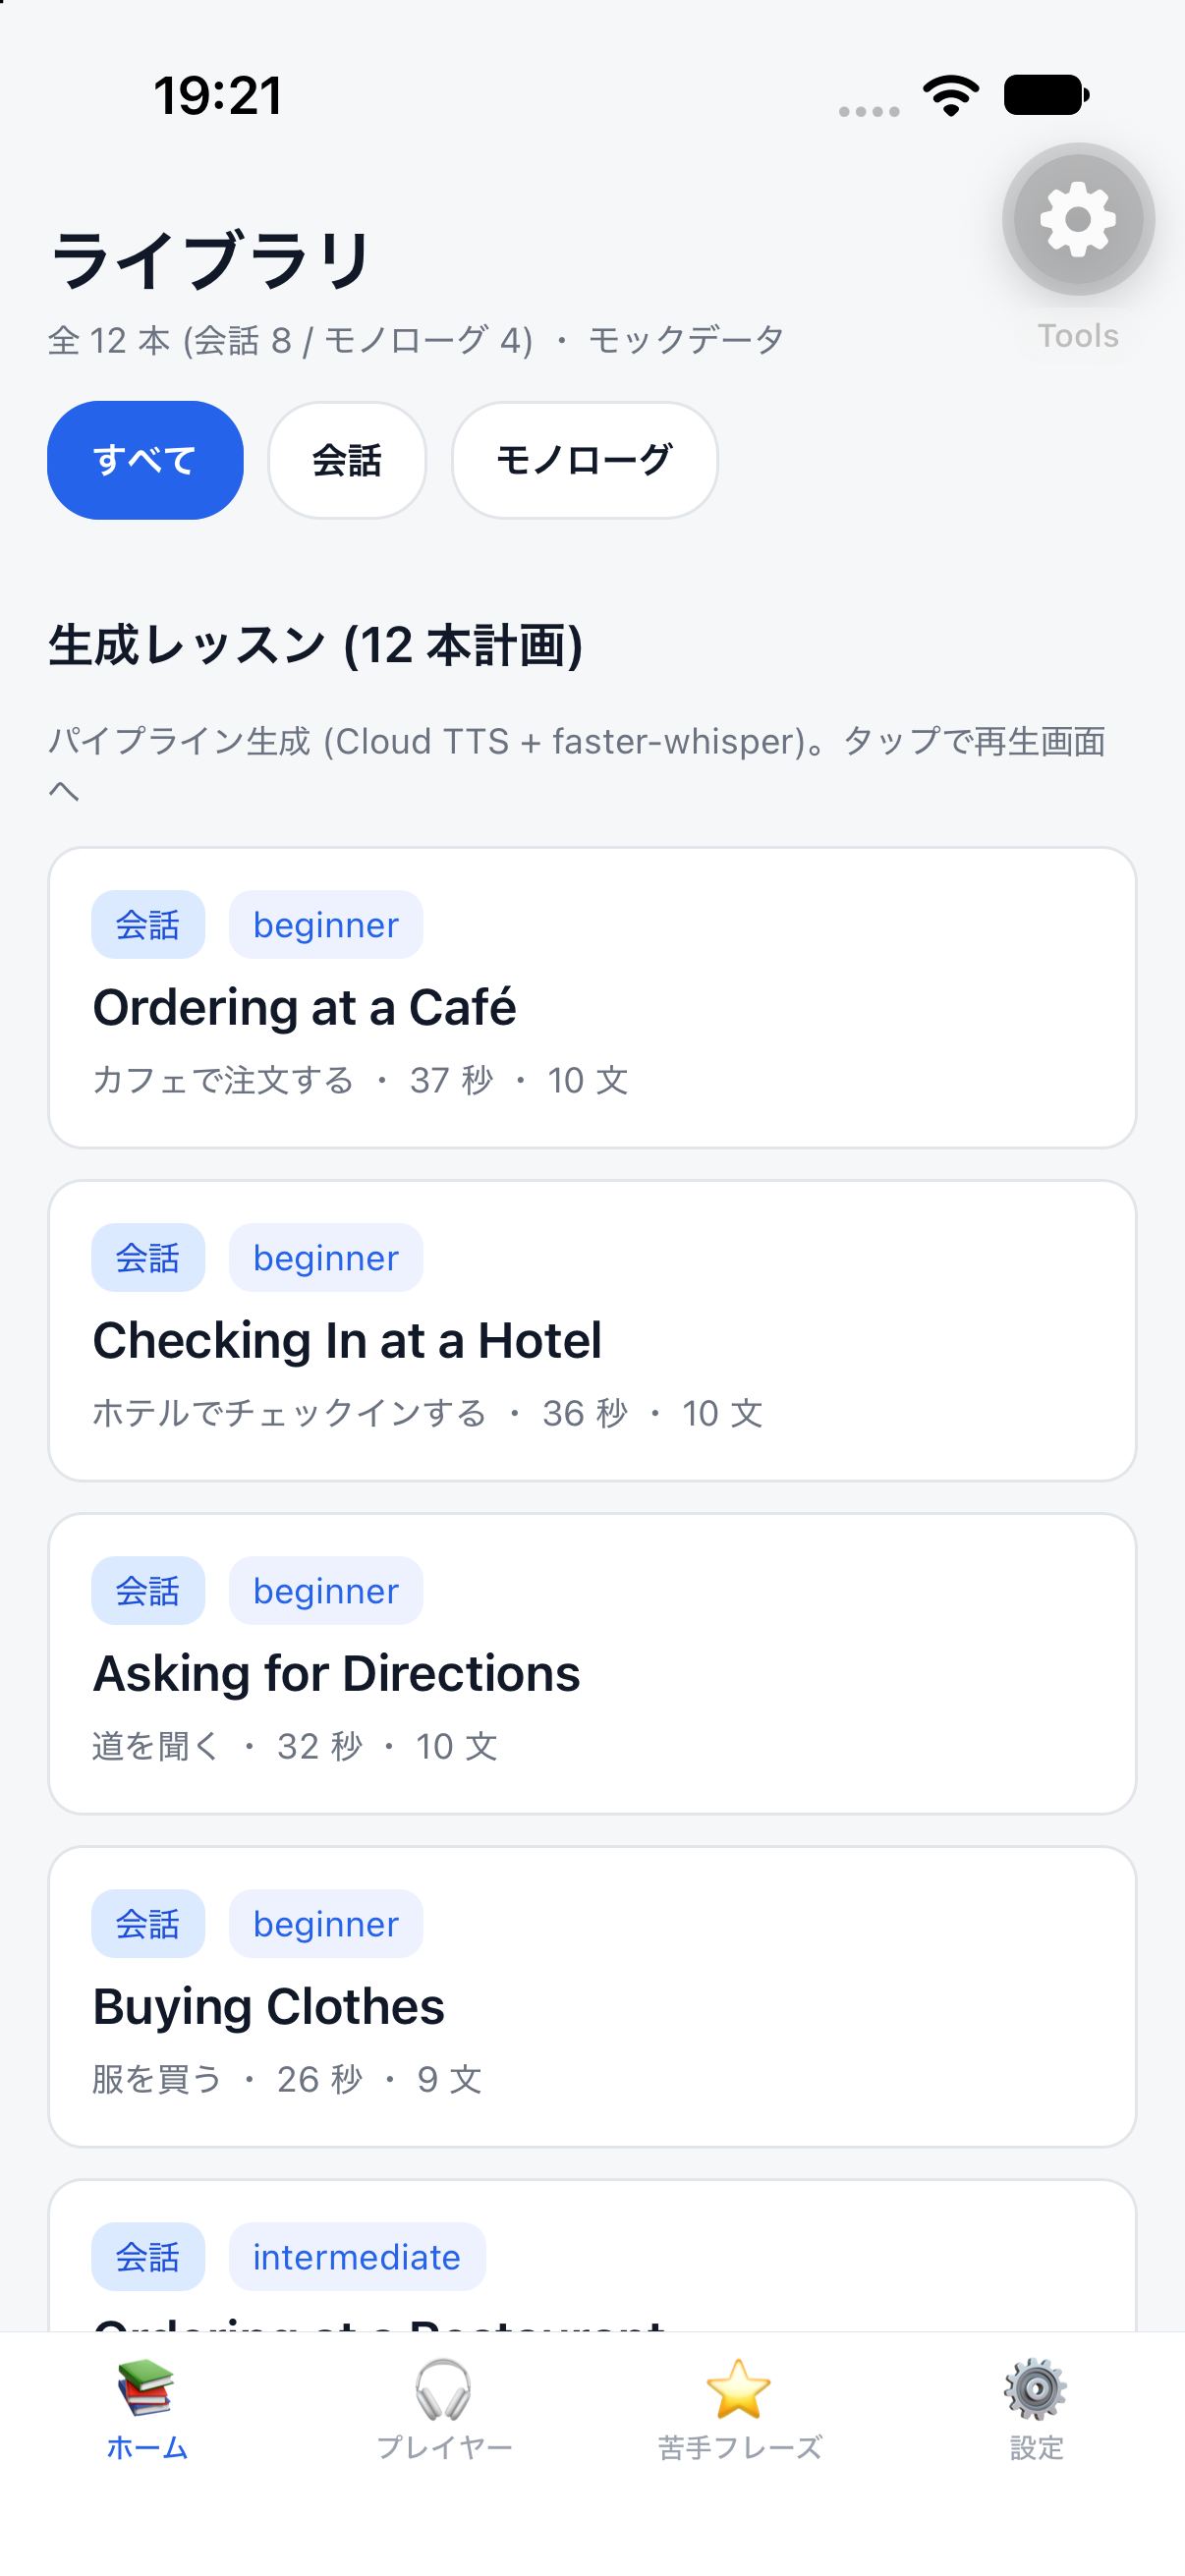 19:21
ライブラリ
Tools
全 12 本 (会話 8 / モノローグ 4) ・ モックデータ
すべて 会話 モノローグ
生成レッスン (12 本計画)
パイプライン生成 (Cloud TTS + faster-whisper)。タップで再生画面
へ
会話 beginner
Ordering at a Café
カフェで注文する ・ 37 秒 ・ 10 文
会話 beginner
Checking In at a Hotel
ホテルでチェックインする ・ 36 秒 ・ 10 文
会話 beginner
Asking for Directions
道を聞く ・ 32 秒 ・ 10 文
会話 beginner
Buying Clothes
服を買う ・ 26 秒 ・ 9 文
会話 intermediate
Ordering at a Restaurant
ホーム プレイヤー 苦手フレーズ 設定